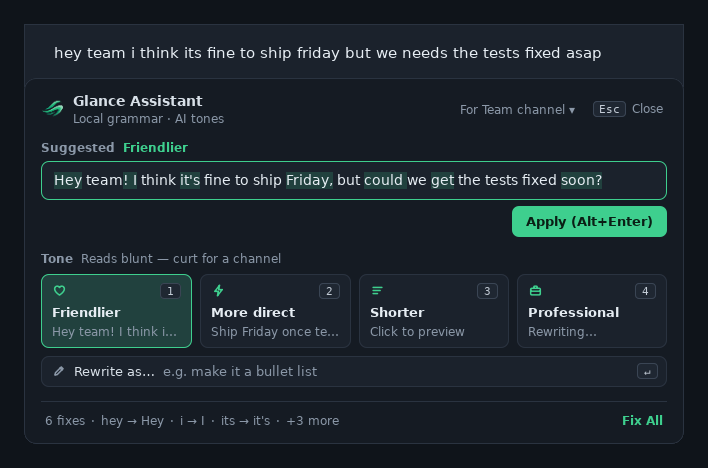 hey team i think its fine to ship friday but we needs the tests fixed asap
Glance Assistant
Local grammar · AI tones
For Team channel ▾
Esc Close
Suggested Friendlier
Hey team! I think it's fine to ship Friday, but could we get the tests fixed soon?
Apply (Alt+Enter)
Tone Reads blunt — curt for a channel
1
Friendlier
Hey team! I think i...
2
More direct
Ship Friday once te...
3
Shorter
Click to preview
4
Professional
Rewriting...
Rewrite as... e.g. make it a bullet list ↵
6 fixes · hey → Hey · i → I · its → it's · +3 more
Fix All